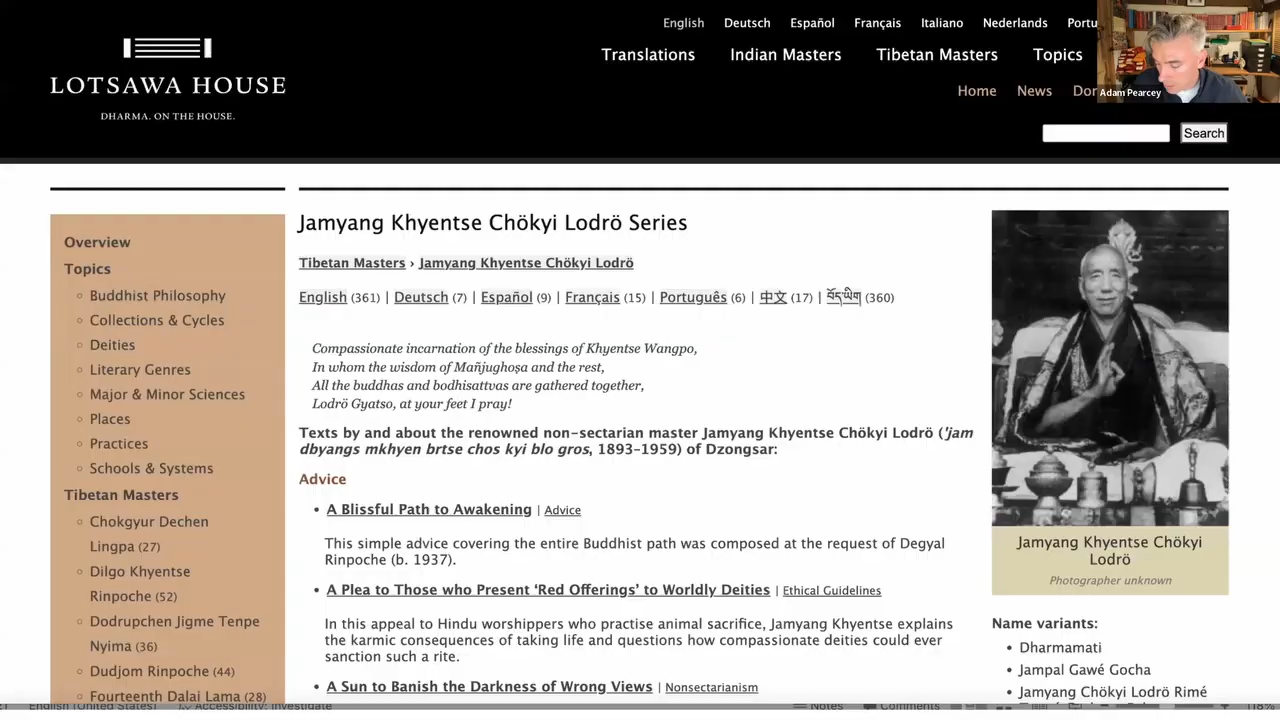 English Deutsch Español Français Italiano Nederlands Portu
Translations Indian Masters Tibetan Masters Topics
Home News Don
Adam Pearcey
LOTSAWA HOUSE
DHARMA. ON THE HOUSE.
Search
Overview
Topics
Buddhist Philosophy
Collections & Cycles
Deities
Literary Genres
Major & Minor Sciences
Places
Practices
Schools & Systems
Tibetan Masters
Chokgyur Dechen
Lingpa (27)
Dilgo Khyentse
Rinpoche (52)
Dodrupchen Jigme Tenpe
Nyima (36)
Dudjom Rinpoche (44)
Fourteenth Dalai Lama (28)
Jamyang Khyentse Chökyi Lodrö Series
Tibetan Masters › Jamyang Khyentse Chökyi Lodrö
English (361) | Deutsch (7) | Español (9) | Français (15) | Português (6) | 中文 (17) | བོད་ཡིག (360)
Compassionate incarnation of the blessings of Khyentse Wangpo,
In whom the wisdom of Mañjughoṣa and the rest,
All the buddhas and bodhisattvas are gathered together,
Lodrö Gyatso, at your feet I pray!
Texts by and about the renowned non-sectarian master Jamyang Khyentse Chökyi Lodrö ('jam
dbyangs mkhyen brtse chos kyi blo gros, 1893–1959) of Dzongsar:
Advice
• A Blissful Path to Awakening | Advice
This simple advice covering the entire Buddhist path was composed at the request of Degyal
Rinpoche (b. 1937).
• A Plea to Those who Present ‘Red Offerings’ to Worldly Deities | Ethical Guidelines
In this appeal to Hindu worshippers who practise animal sacrifice, Jamyang Khyentse explains
the karmic consequences of taking life and questions how compassionate deities could ever
sanction such a rite.
• A Sun to Banish the Darkness of Wrong Views | Nonsectarianism
Jamyang Khyentse Chökyi
Lodrö
Photographer unknown
Name variants:
• Dharmamati
• Jampal Gawé Gocha
• Jamyang Chökyi Lodrö Rimé
English (United States) Accessibility: Investigate Notes Comments 118%